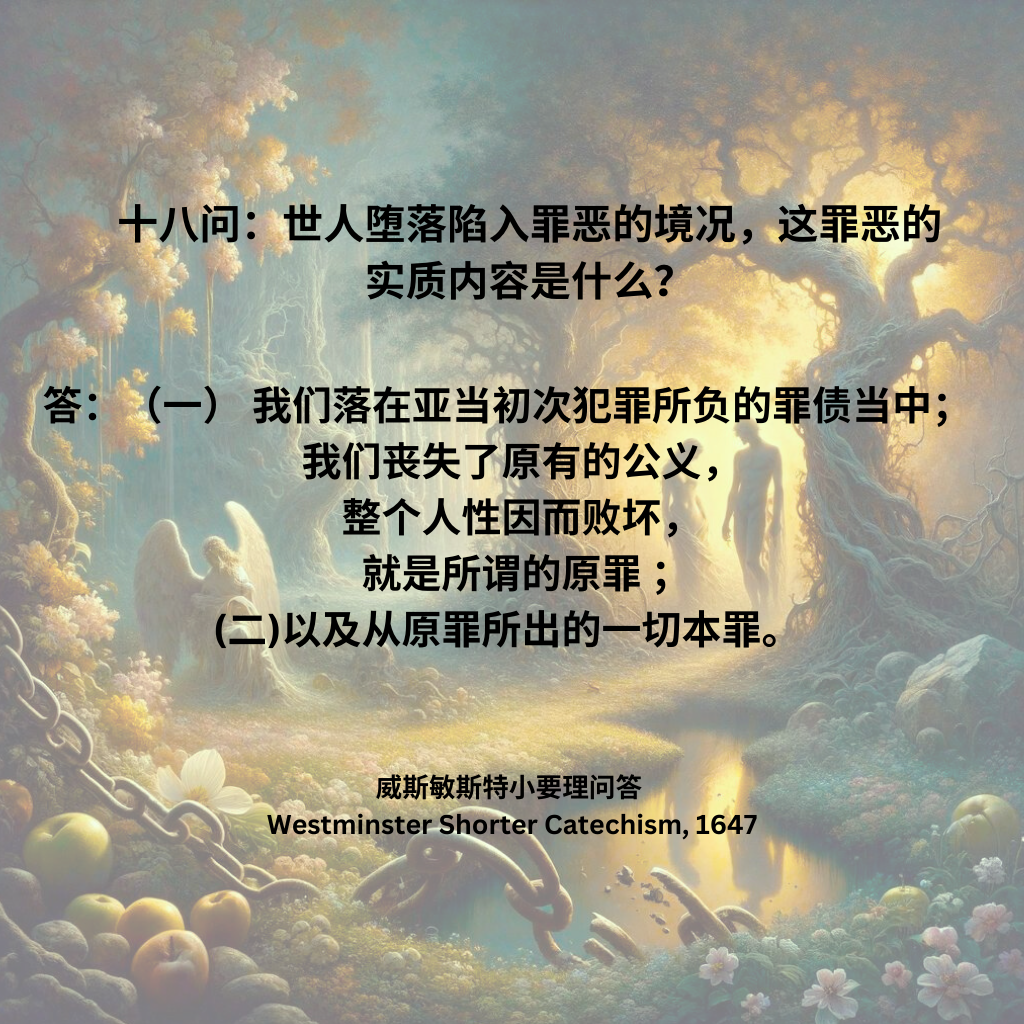 十八问：世人堕落陷入罪恶的境况，这罪恶的
实质内容是什么？
答：（一） 我们落在亚当初次犯罪所负的罪债当中；
我们丧失了原有的公义，
整个人性因而败坏，
就是所谓的原罪 ；
(二)以及从原罪所出的一切本罪。
威斯敏斯特小要理问答
Westminster Shorter Catechism, 1647